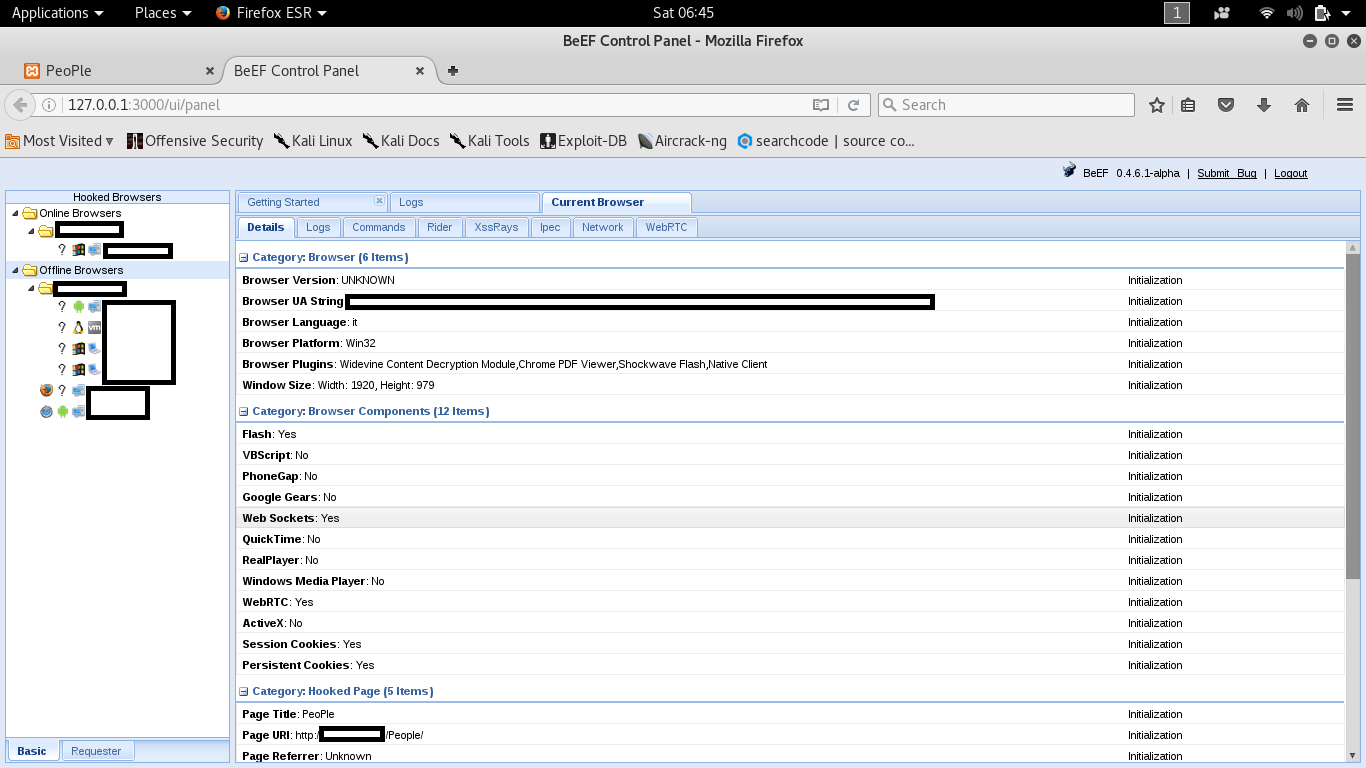 Applications Places Firefox ESR Sat 06:45 1
BeEF Control Panel - Mozilla Firefox
PeoPle BeEF Control Panel
127.0.0.1:3000/ui/panel Search
Most Visited Offensive Security Kali Linux Kali Docs Kali Tools Exploit-DB Aircrack-ng searchcode | source co...
BeEF 0.4.6.1-alpha | Submit Bug | Logout
Hooked Browsers
Online Browsers
? 
Offline Browsers
?
? vm
?
?
?
Basic Requester
Getting Started Logs Current Browser
Details Logs Commands Rider XssRays Ipec Network WebRTC
Category: Browser (6 Items)
Browser Version: UNKNOWN Initialization
Browser UA String Initialization
Browser Language: it Initialization
Browser Platform: Win32 Initialization
Browser Plugins: Widevine Content Decryption Module,Chrome PDF Viewer,Shockwave Flash,Native Client Initialization
Window Size: Width: 1920, Height: 979 Initialization
Category: Browser Components (12 Items)
Flash: Yes Initialization
VBScript: No Initialization
PhoneGap: No Initialization
Google Gears: No Initialization
Web Sockets: Yes Initialization
QuickTime: No Initialization
RealPlayer: No Initialization
Windows Media Player: No Initialization
WebRTC: Yes Initialization
ActiveX: No Initialization
Session Cookies: Yes Initialization
Persistent Cookies: Yes Initialization
Category: Hooked Page (5 Items)
Page Title: PeoPle Initialization
Page URI: http:/ /People/ Initialization
Page Referrer: Unknown Initialization